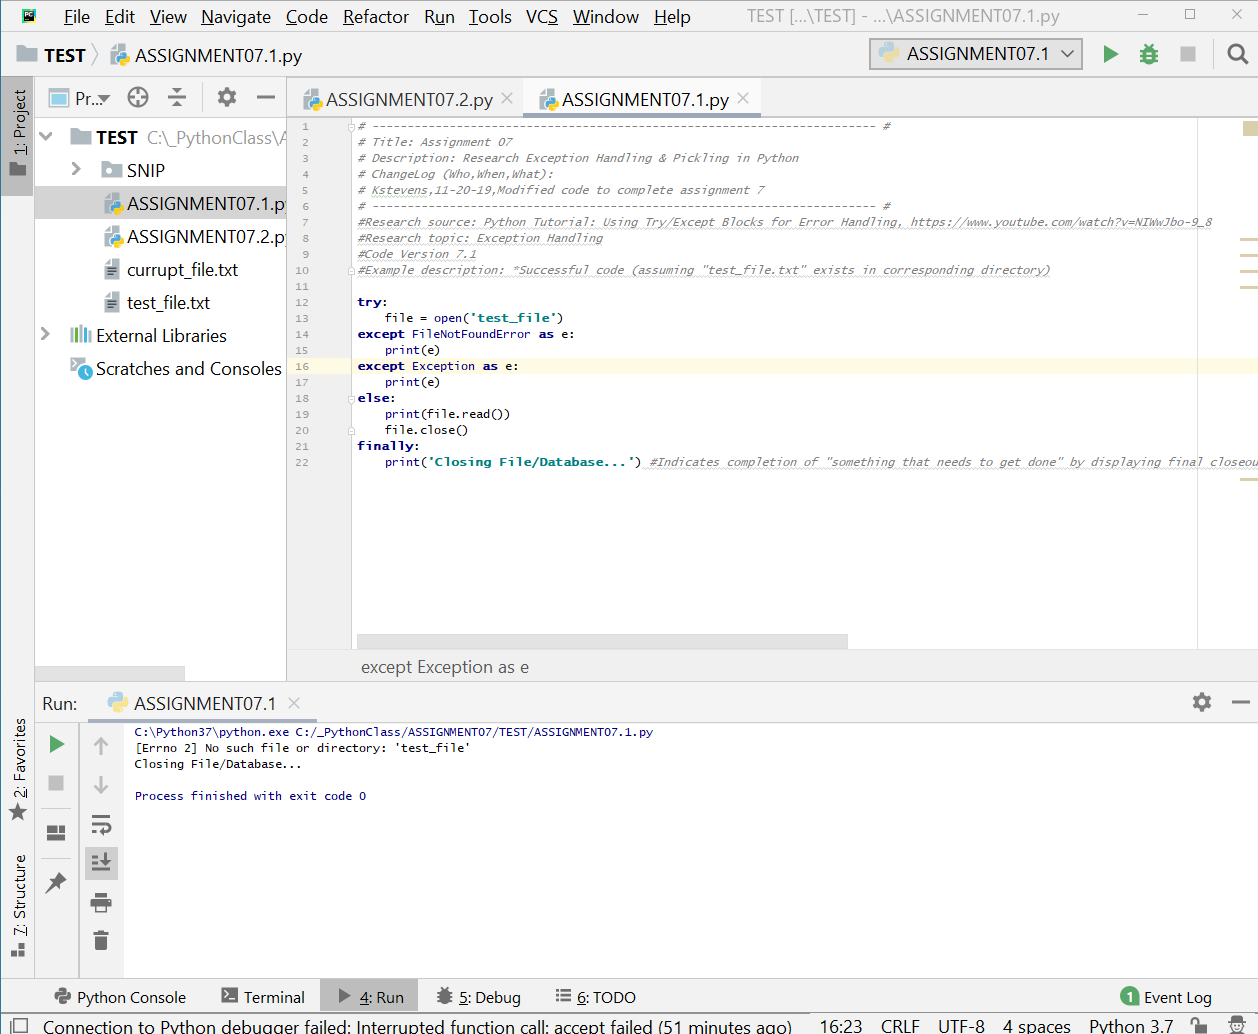 File Edit View Navigate Code Refactor Run Tools VCS Window Help TEST [...\TEST] - ...\ASSIGNMENT07.1.py
TEST ASSIGNMENT07.1.py ASSIGNMENT07.1
1: Project
Pr...
ASSIGNMENT07.2.py ASSIGNMENT07.1.py
TEST C:\_PythonClass\A
SNIP
ASSIGNMENT07.1.py
ASSIGNMENT07.2.py
currupt_file.txt
test_file.txt
External Libraries
Scratches and Consoles
1 # ---------------------------------------------------------------------- #
2 # Title: Assignment 07
3 # Description: Research Exception Handling & Pickling in Python
4 # ChangeLog (Who,When,What):
5 # Kstevens,11-20-19,Modified code to complete assignment 7
6 # ---------------------------------------------------------------------- #
7 #Research source: Python Tutorial: Using Try/Except Blocks for Error Handling, https://www.youtube.com/watch?v=NIWwJbo-9_8
8 #Research topic: Exception Handling
9 #Code Version 7.1
10 #Example description: *Successful code (assuming "test_file.txt" exists in corresponding directory)
11
12 try:
13     file = open('test_file')
14 except FileNotFoundError as e:
15     print(e)
16 except Exception as e:
17     print(e)
18 else:
19     print(file.read())
20     file.close()
21 finally:
22     print('Closing File/Database...') #Indicates completion of "something that needs to get done" by displaying final closeou
except Exception as e
Run: ASSIGNMENT07.1
C:\Python37\python.exe C:/_PythonClass/ASSIGNMENT07/TEST/ASSIGNMENT07.1.py
[Errno 2] No such file or directory: 'test_file'
Closing File/Database...
Process finished with exit code 0
2: Favorites
7: Structure
Python Console Terminal 4: Run 5: Debug 6: TODO 1 Event Log
Connection to Python debugger failed: Interrupted function call: accept failed (51 minutes ago) 16:23 CRLF UTF-8 4 spaces Python 3.7